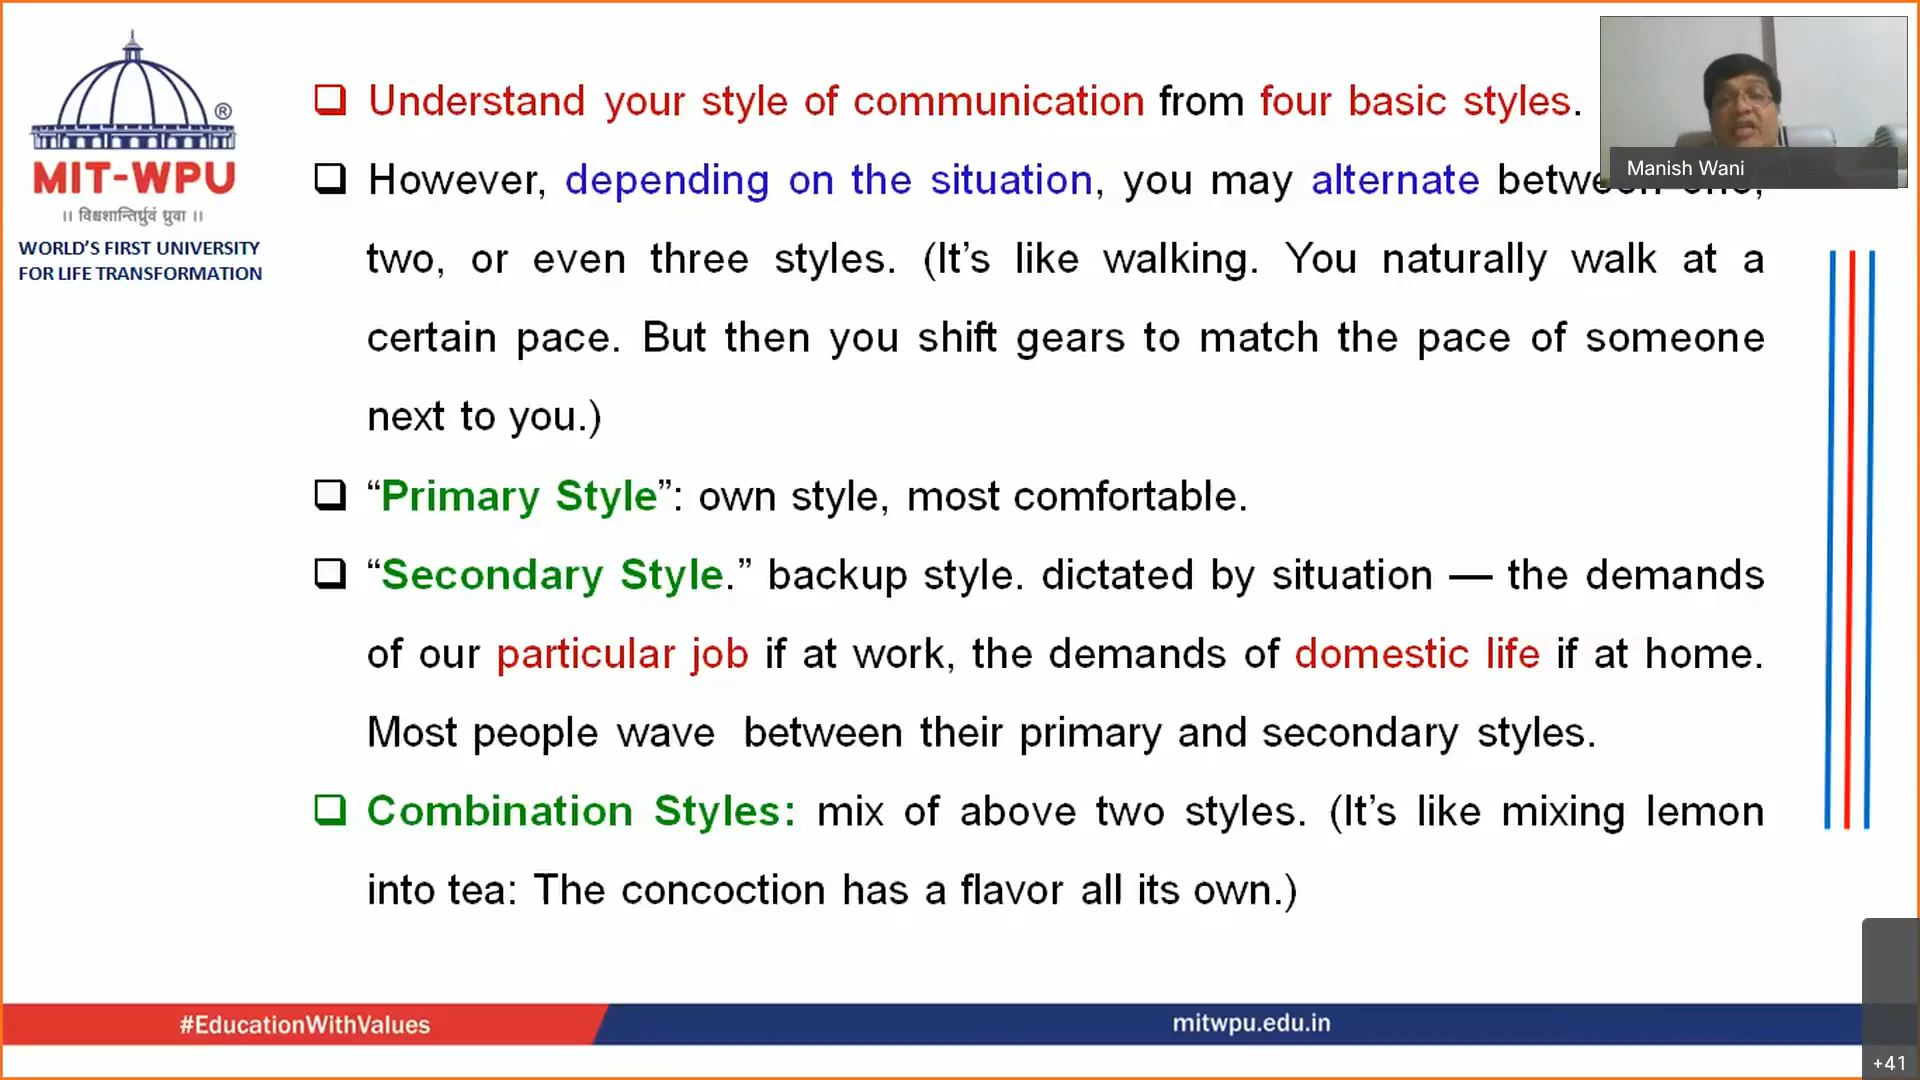 ®
MIT-WPU
।। विश्वशान्तिर्ध्रुवं ध्रुवा ।।
WORLD'S FIRST UNIVERSITY
FOR LIFE TRANSFORMATION
Understand your style of communication from four basic styles.
However, depending on the situation, you may alternate between one,
two, or even three styles. (It's like walking. You naturally walk at a
certain pace. But then you shift gears to match the pace of someone
next to you.)
“Primary Style”: own style, most comfortable.
“Secondary Style.” backup style. dictated by situation — the demands
of our particular job if at work, the demands of domestic life if at home.
Most people wave between their primary and secondary styles.
Combination Styles: mix of above two styles. (It's like mixing lemon
into tea: The concoction has a flavor all its own.)
Manish Wani
#EducationWithValues
mitwpu.edu.in
+41